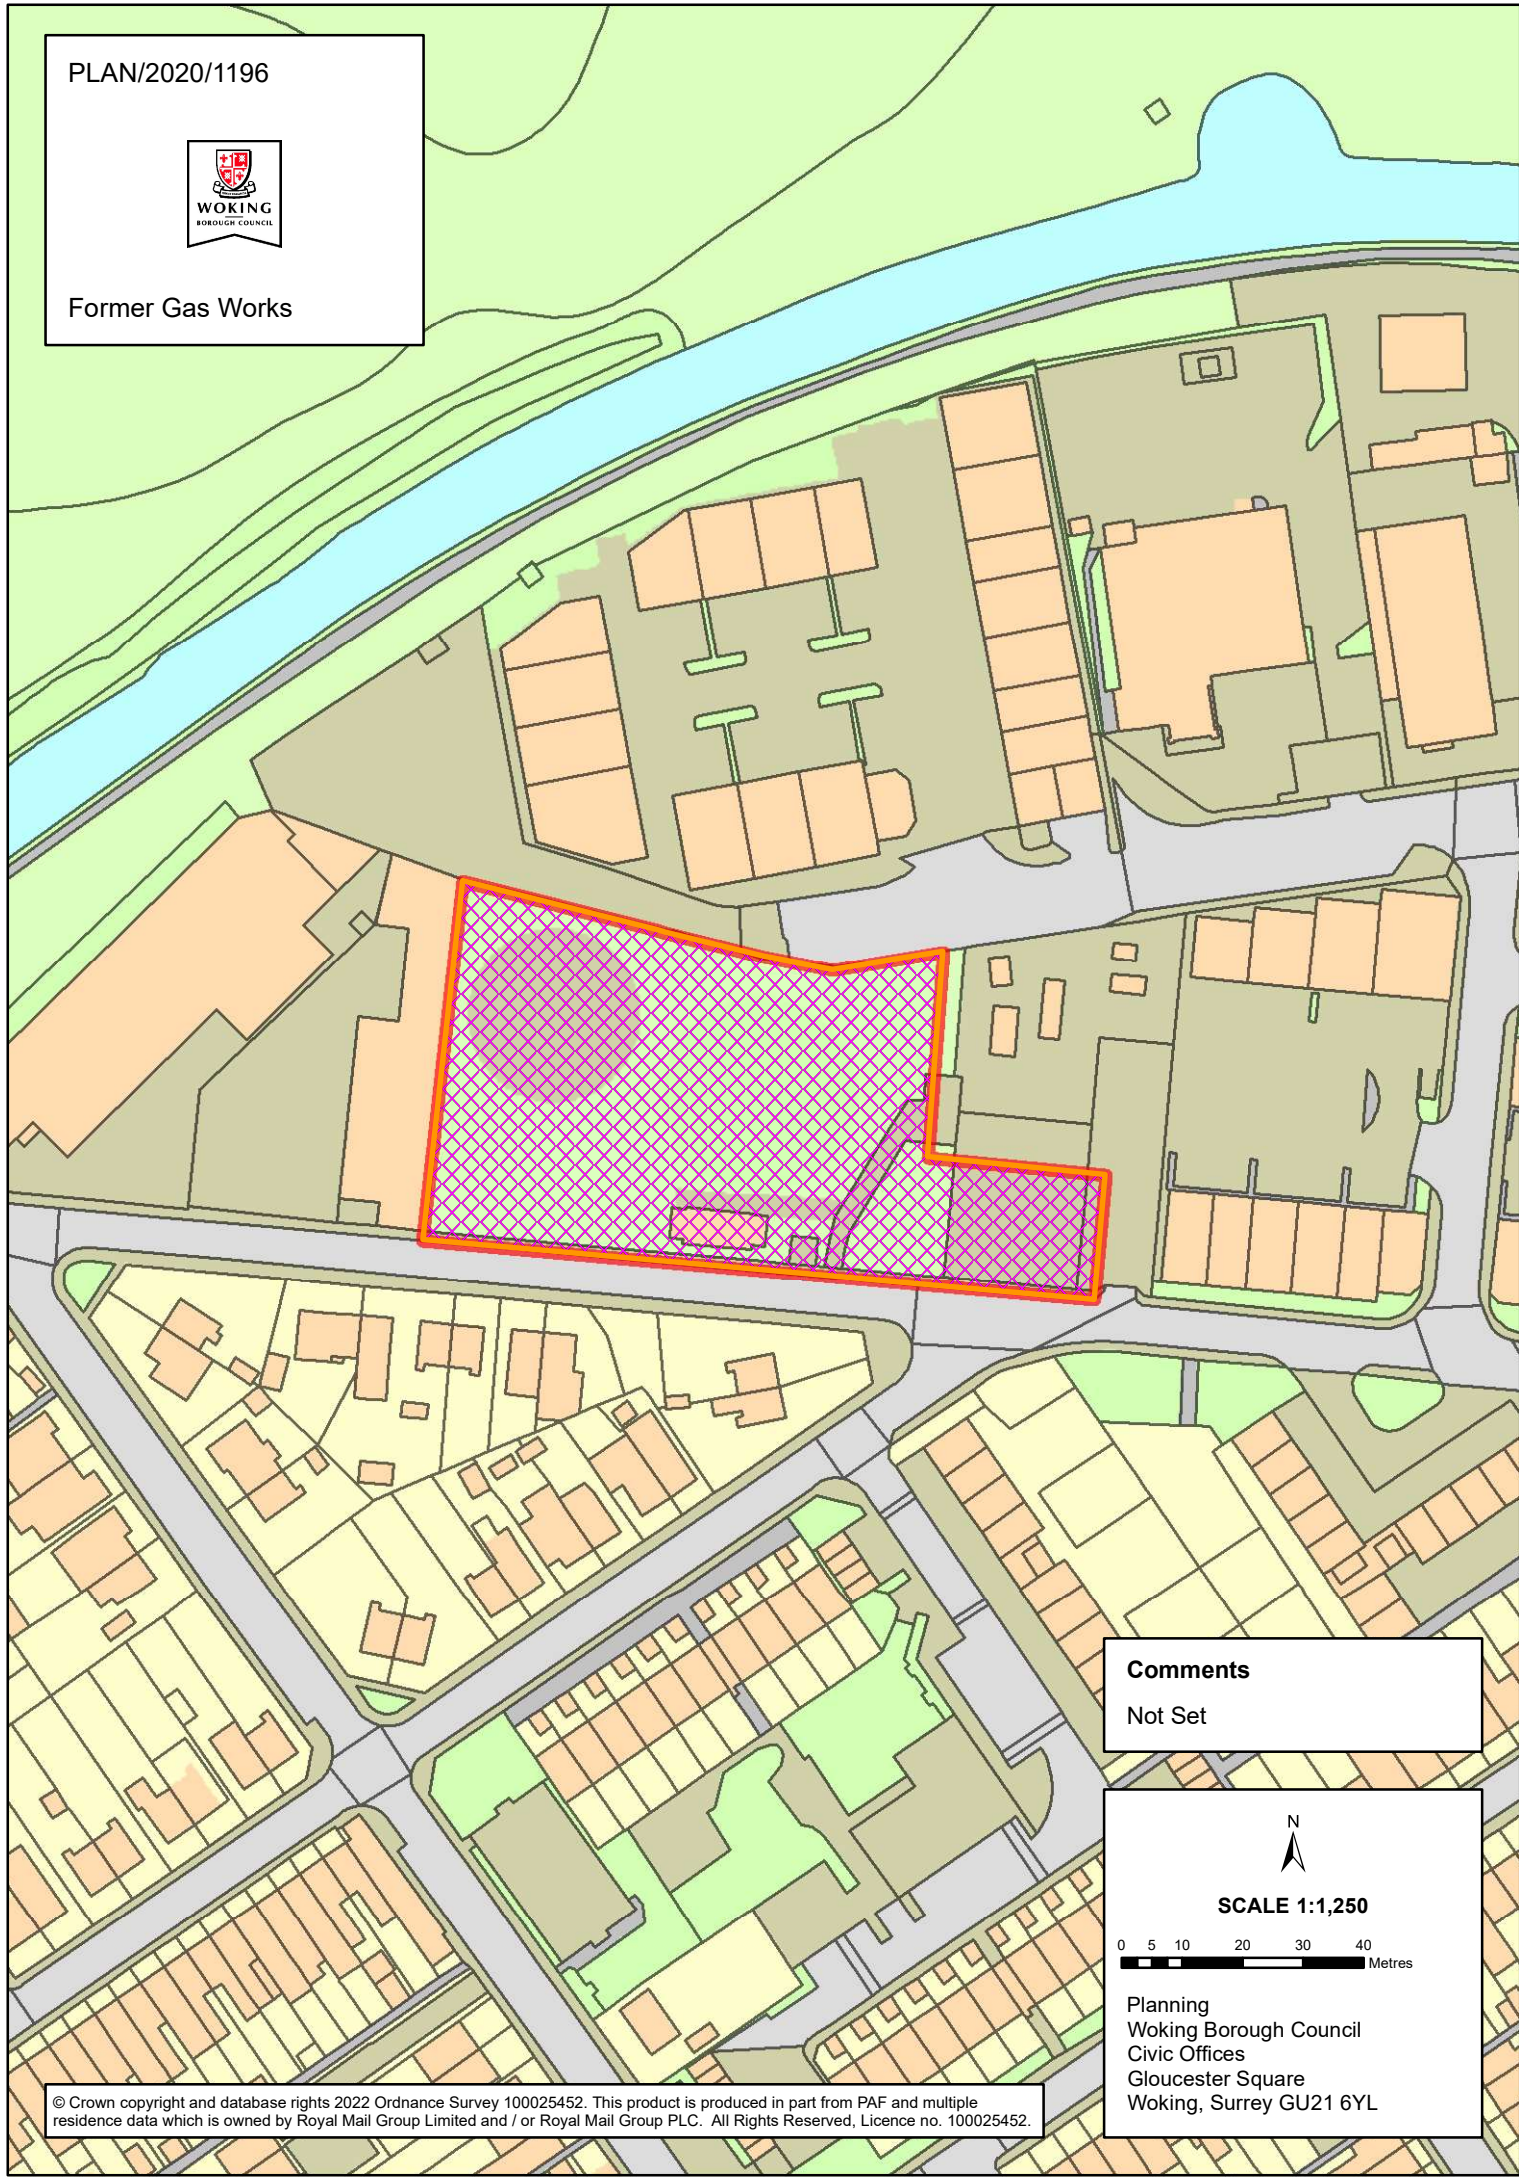 PLAN/2020/1196
WOKING
BOROUGH COUNCIL
Former Gas Works
Comments
Not Set
N
SCALE 1:1,250
0 5 10 20 30 40
Metres
Planning
Woking Borough Council
Civic Offices
Gloucester Square
Woking, Surrey GU21 6YL
© Crown copyright and database rights 2022 Ordnance Survey 100025452. This product is produced in part from PAF and multiple
residence data which is owned by Royal Mail Group Limited and / or Royal Mail Group PLC. All Rights Reserved, Licence no. 100025452.